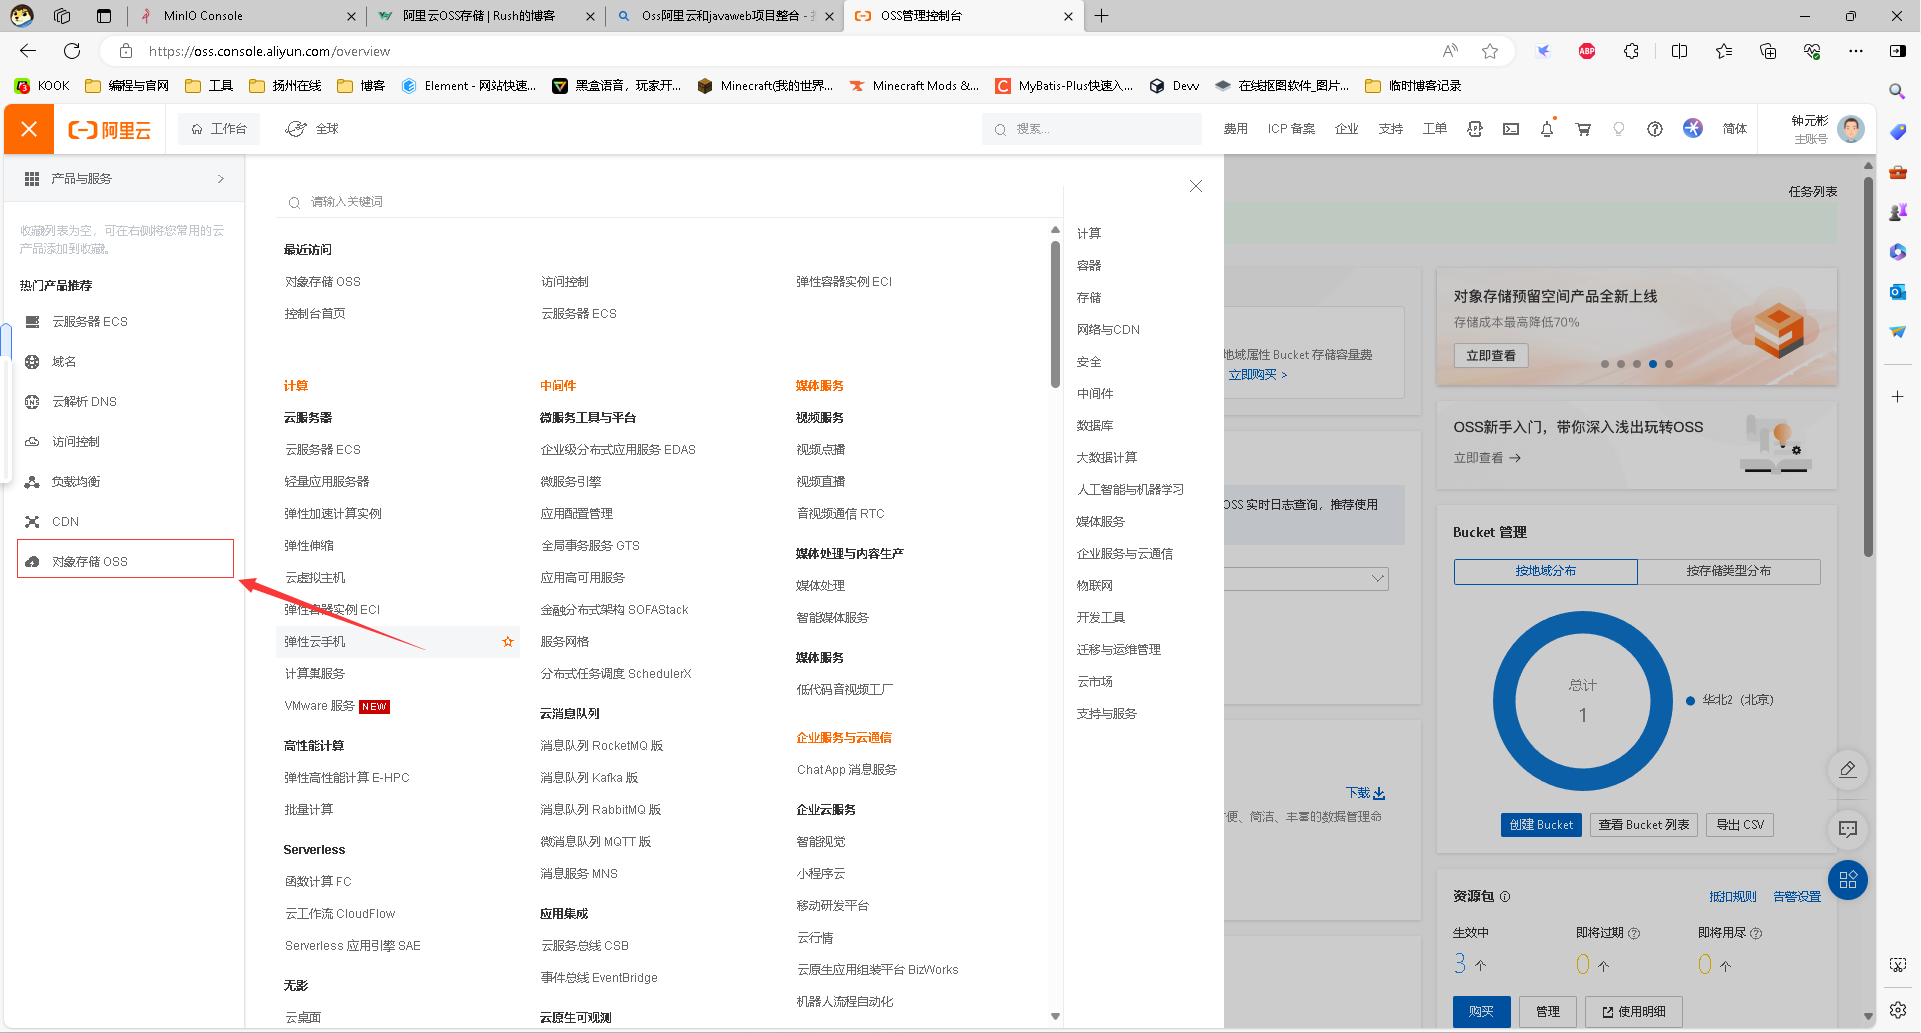 MinIO Console
阿里云OSS存储 | Rush的博客
Oss阿里云和javaweb项目整合 -
OSS管理控制台
https://oss.console.aliyun.com/overview
ABP
KOOK
编程与官网
工具
扬州在线
博客
Element - 网站快速...
黑盒语音，玩家开...
Minecraft(我的世界...
Minecraft Mods &...
MyBatis-Plus快速入...
Devv
在线抠图软件_图片...
临时博客记录
阿里云
工作台
全球
搜索...
费用
ICP 备案
企业
支持
工单
简体
钟元彬
主账号
产品与服务
收藏列表为空，可在右侧将您常用的云
产品添加到收藏。
热门产品推荐
云服务器 ECS
域名
云解析 DNS
访问控制
负载均衡
CDN
对象存储 OSS
请输入关键词
最近访问
对象存储 OSS
访问控制
弹性容器实例 ECI
控制台首页
云服务器 ECS
计算
云服务器
云服务器 ECS
轻量应用服务器
弹性加速计算实例
弹性伸缩
云虚拟主机
弹性容器实例 ECI
弹性云手机
计算巢服务
VMware 服务 NEW
高性能计算
弹性高性能计算 E-HPC
批量计算
Serverless
函数计算 FC
云工作流 CloudFlow
Serverless 应用引擎 SAE
无影
云桌面
中间件
微服务工具与平台
企业级分布式应用服务 EDAS
微服务引擎
应用配置管理
全局事务服务 GTS
应用高可用服务
金融分布式架构 SOFAStack
服务网格
分布式任务调度 SchedulerX
云消息队列
消息队列 RocketMQ 版
消息队列 Kafka 版
消息队列 RabbitMQ 版
微消息队列 MQTT 版
消息服务 MNS
应用集成
云服务总线 CSB
事件总线 EventBridge
云原生可观测
媒体服务
视频服务
视频点播
视频直播
音视频通信 RTC
媒体处理与内容生产
媒体处理
智能媒体服务
媒体服务
低代码音视频工厂
企业服务与云通信
ChatApp 消息服务
企业云服务
智能视觉
小程序云
移动研发平台
云行情
云原生应用组装平台 BizWorks
机器人流程自动化
计算
容器
存储
网络与CDN
安全
中间件
数据库
大数据计算
人工智能与机器学习
媒体服务
企业服务与云通信
物联网
开发工具
迁移与运维管理
云市场
支持与服务
任务列表
地域属性 Bucket 存储容量费
立即购买 >
OSS 实时日志查询，推荐使用
下载
便、简洁、丰富的数据管理命
对象存储预留空间产品全新上线
存储成本最高降低70%
立即查看
OSS新手入门，带你深入浅出玩转OSS
立即查看 →
Bucket 管理
按地域分布
按存储类型分布
总计
1
华北2（北京）
创建 Bucket
查看 Bucket 列表
导出 CSV
资源包
抵扣规则
告警设置
生效中
即将过期
即将用尽
3 个
0 个
0 个
购买
管理
使用明细